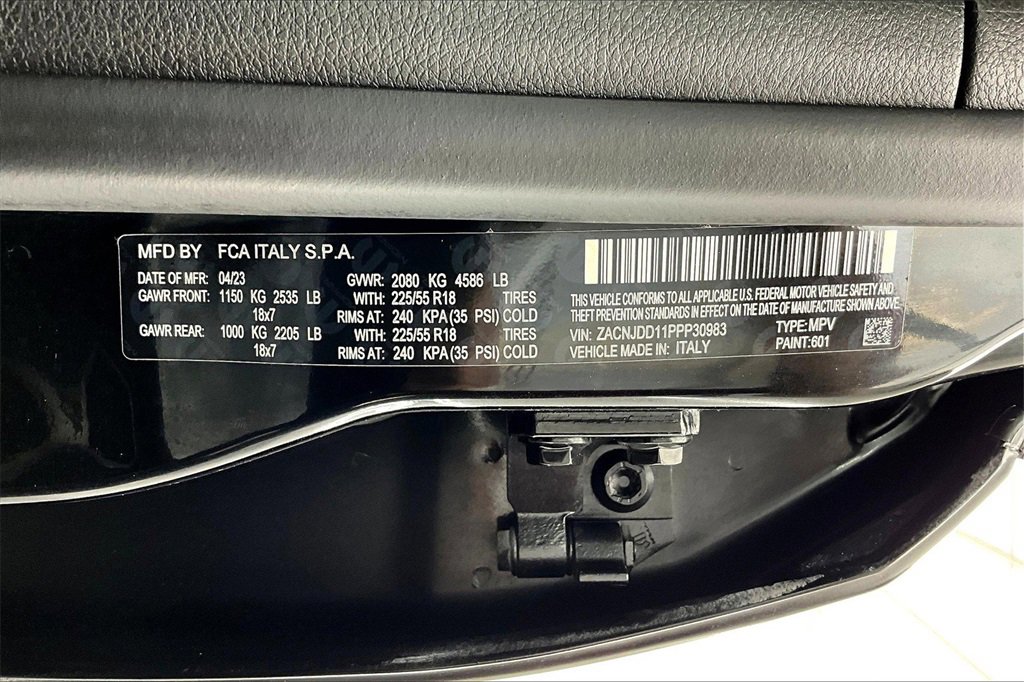 MFD BY FCA ITALY S.P.A.
DATE OF MFR: 04/23 GVWR: 2080 KG 4586 LB
GAWR FRONT: 1150 KG 2535 LB WITH: 225/55 R18 TIRES
18x7 RIMS AT: 240 KPA(35 PSI) COLD
GAWR REAR: 1000 KG 2205 LB WITH: 225/55 R18 TIRES
18x7 RIMS AT: 240 KPA(35 PSI) COLD
THIS VEHICLE CONFORMS TO ALL APPLICABLE U.S. FEDERAL MOTOR VEHICLE SAFETY AND
THEFT PREVENTION STANDARDS IN EFFECT ON THE DATE OF MANUFACTURE SHOWN ABOVE.
VIN: ZACNJDD11PPP30983 TYPE: MPV
VEHICLE MADE IN: ITALY PAINT:601